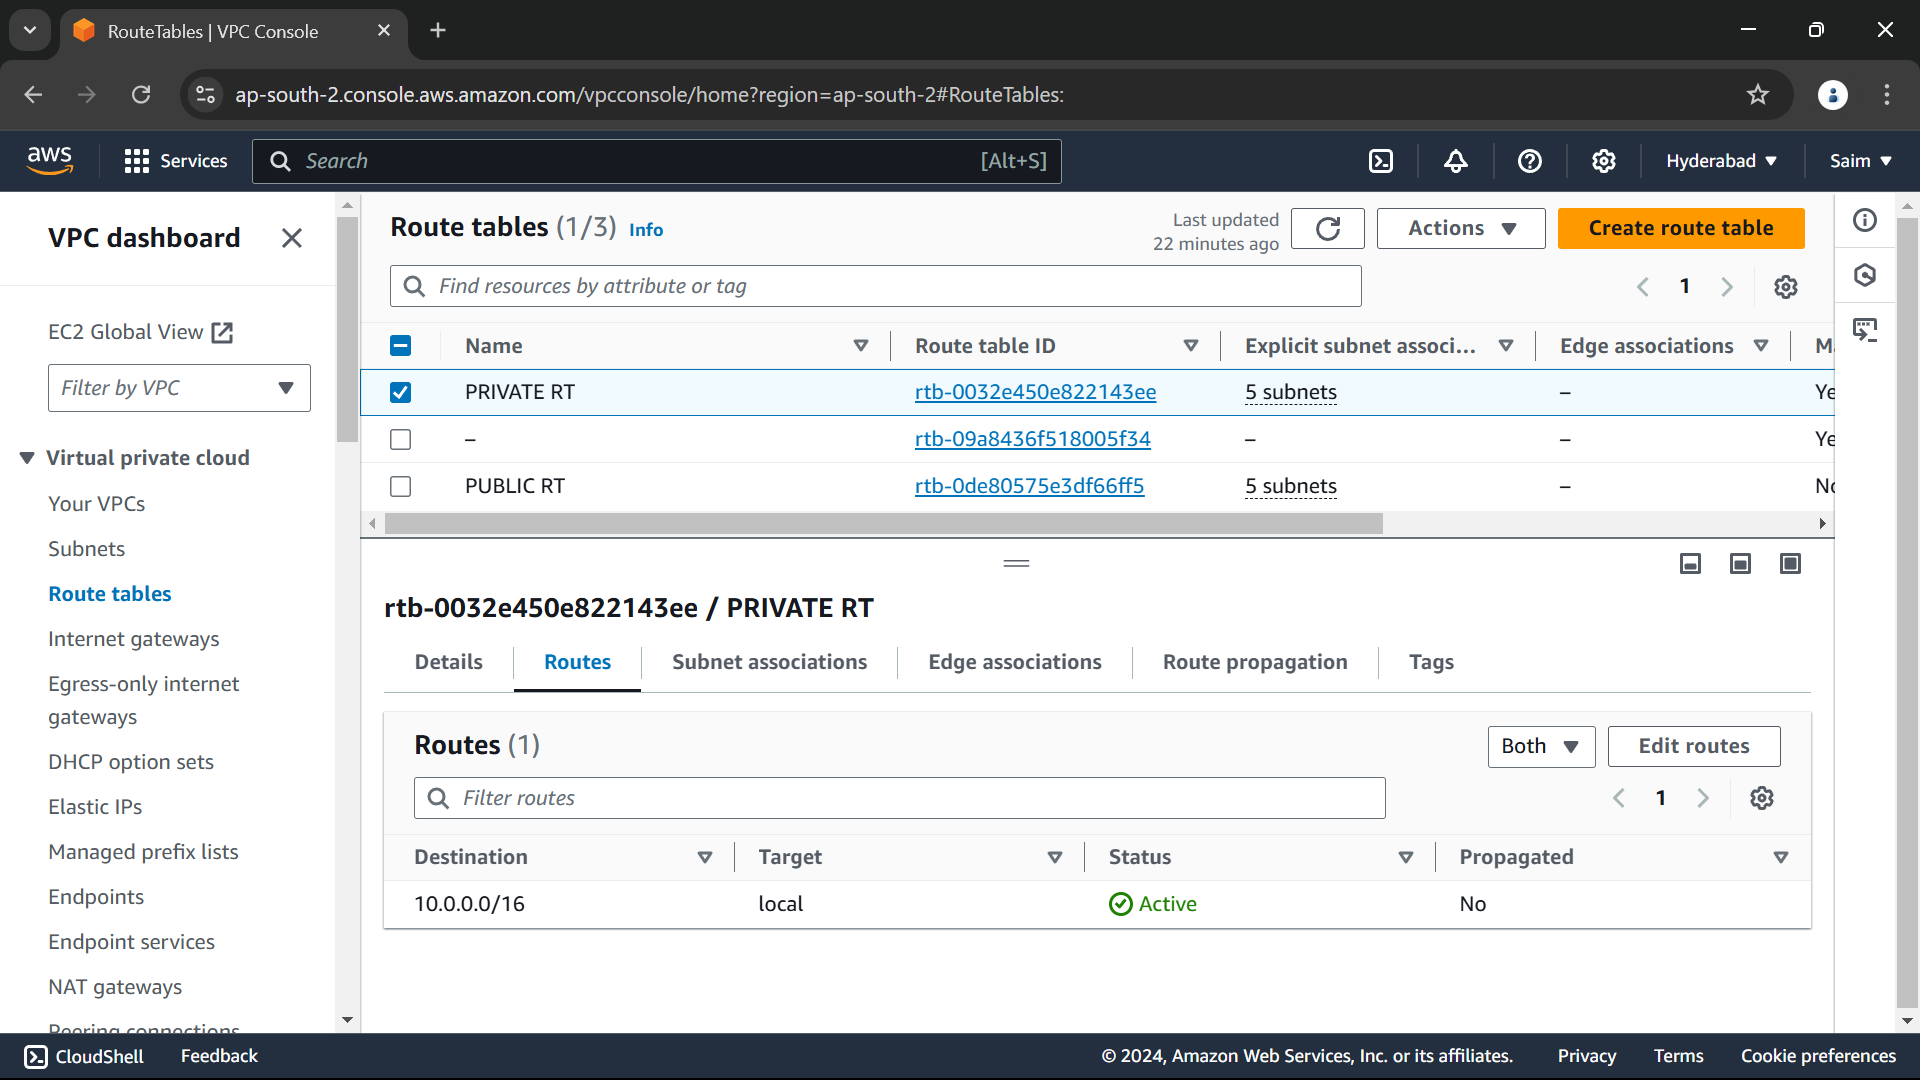 RouteTables | VPC Console
ap-south-2.console.aws.amazon.com/vpcconsole/home?region=ap-south-2#RouteTables:
aws
Services
Search
[Alt+S]
Hyderabad
Saim
VPC dashboard
EC2 Global View
Filter by VPC
Virtual private cloud
Your VPCs
Subnets
Route tables
Internet gateways
Egress-only internet
gateways
DHCP option sets
Elastic IPs
Managed prefix lists
Endpoints
Endpoint services
NAT gateways
Peering connections
Route tables (1/3) Info
Last updated
22 minutes ago
Actions
Create route table
Find resources by attribute or tag
1
Name Route table ID Explicit subnet associ... Edge associations
PRIVATE RT rtb-0032e450e822143ee 5 subnets – Ye
– rtb-09a8436f518005f34 – – Ye
PUBLIC RT rtb-0de80575e3df66ff5 5 subnets –
rtb-0032e450e822143ee / PRIVATE RT
Details Routes Subnet associations Edge associations Route propagation Tags
Routes (1)
Both
Edit routes
Filter routes
1
Destination Target Status Propagated
10.0.0.0/16 local Active No
CloudShell Feedback © 2024, Amazon Web Services, Inc. or its affiliates. Privacy Terms Cookie preferences